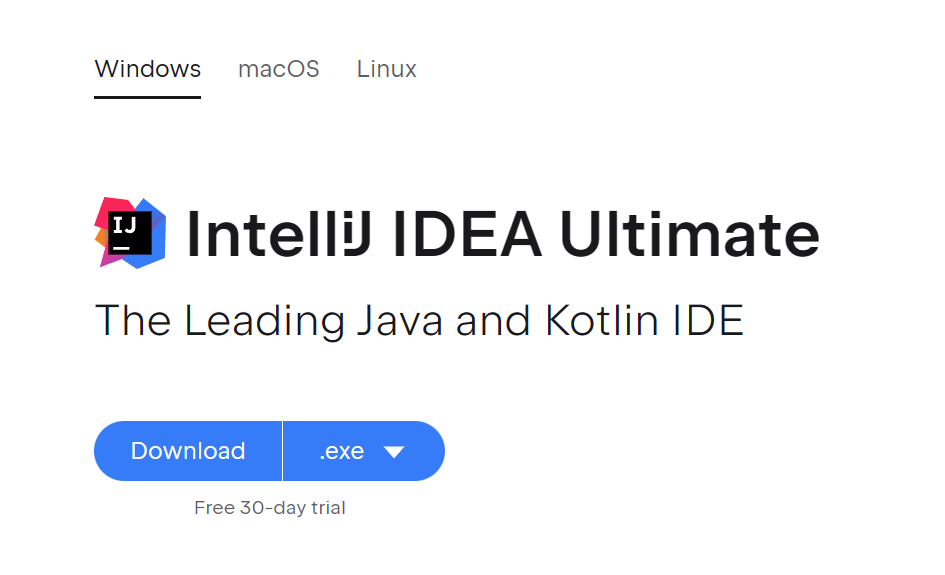 Windows macOS Linux
IJ
IntelliJ IDEA Ultimate
The Leading Java and Kotlin IDE
Download .exe
Free 30-day trial